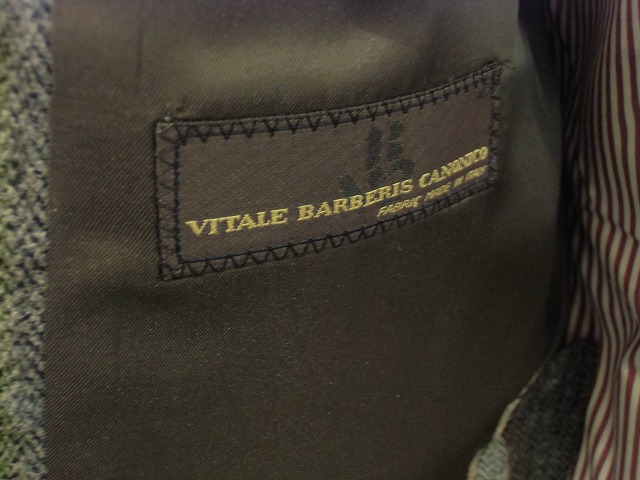 VITALE BARBERIS CANONICO
FABRIC MADE IN ITALY